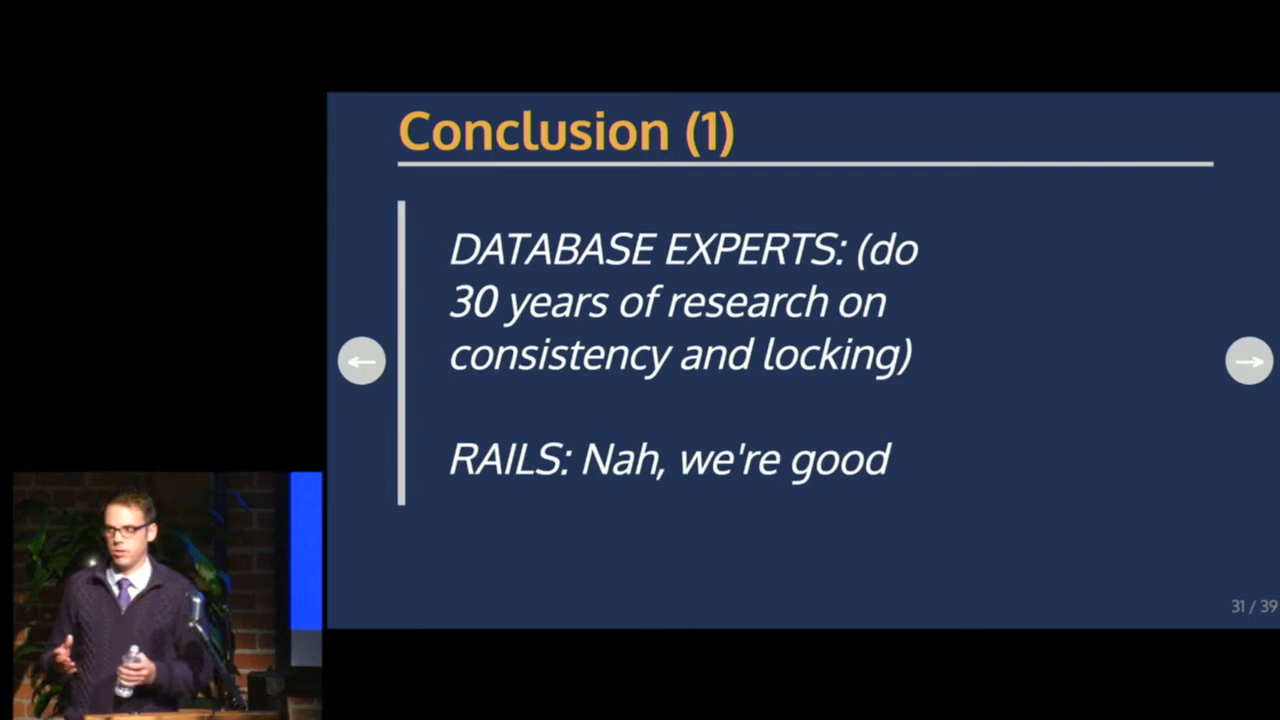 Conclusion (1)
DATABASE EXPERTS: (do
30 years of research on
consistency and locking)
RAILS: Nah, we're good
31 / 39